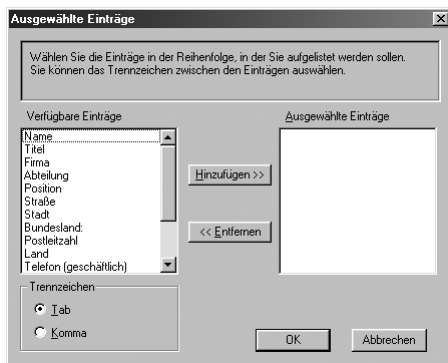 Ausgewählte Einträge
Wählen Sie die Einträge in der Reihenfolge, in der Sie aufgelistet werden sollen.
Sie können das Trennzeichen zwischen den Einträgen auswählen.
Verfügbare Einträge
Ausgewählte Einträge
Name
Titel
Firma
Abteilung
Position
Straße
Stadt
Bundesland:
Postleitzahl
Land
Telefon (geschäftlich)
Hinzufügen >>
<< Entfernen
Trennzeichen
Tab
Komma
OK
Abbrechen